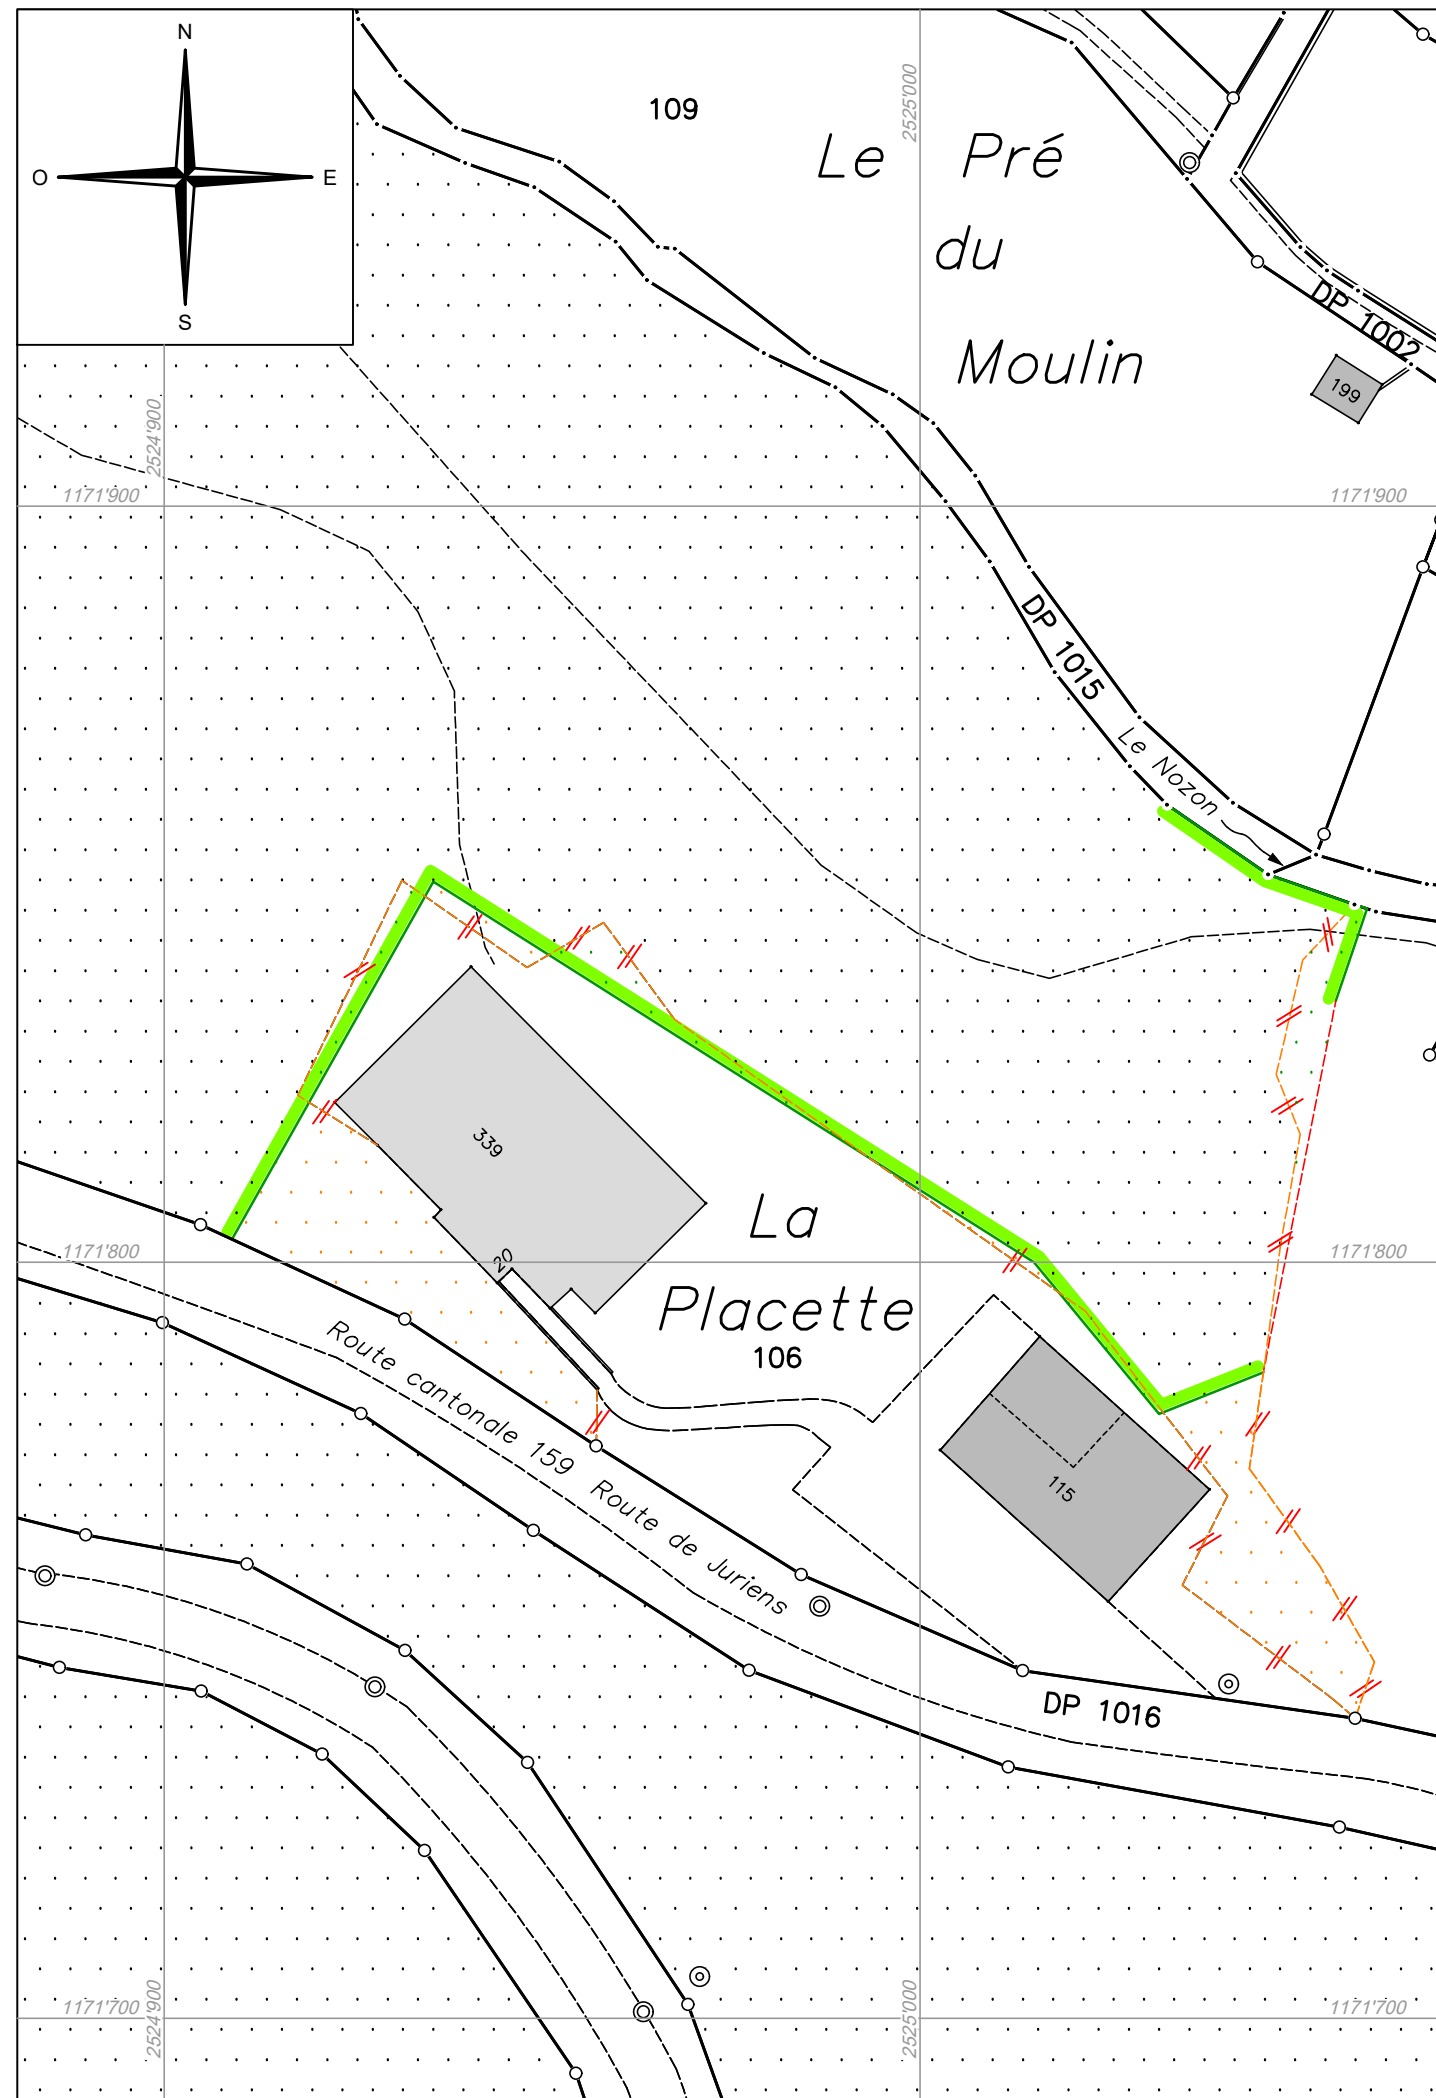 N
O
E
S
109
2525'000
Le Pré
du
Moulin
DP 1002
199
2524'900
1171'900
1171'900
DP 1015
Le Nozon
339
La
Placette
106
1171'800
1171'800
20
Route cantonale 159 Route de Juriens
115
DP 1016
1171'700
2524'900
2525'000
1171'700